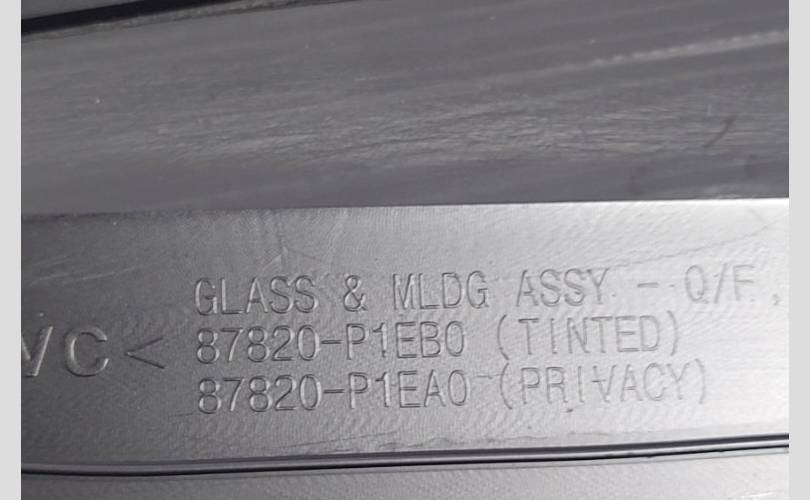 GLASS & MLDG ASSY - Q/F,
VC < 87820-P1EB0 (TINTED)
87820-P1EA0 (PRIVACY)